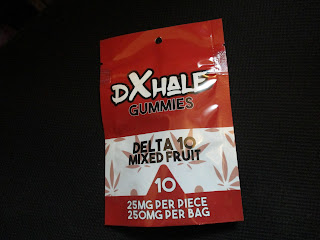 dXHALE
GUMMIES
DELTA 10
MIXED FRUIT
10
25MG PER PIECE
250MG PER BAG